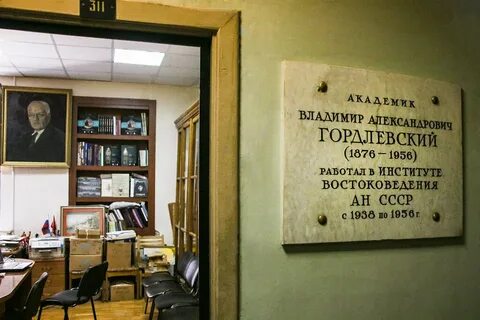 311
АКАДЕМИК
ВЛАДИМИР АЛЕКСАНДРОВИЧ
ГОРДЛЕВСКИЙ
(1876 — 1956)
РАБОТАЛ В ИНСТИТУТЕ
ВОСТОКОВЕДЕНИЯ
АН СССР
с 1938 по 1956 г.